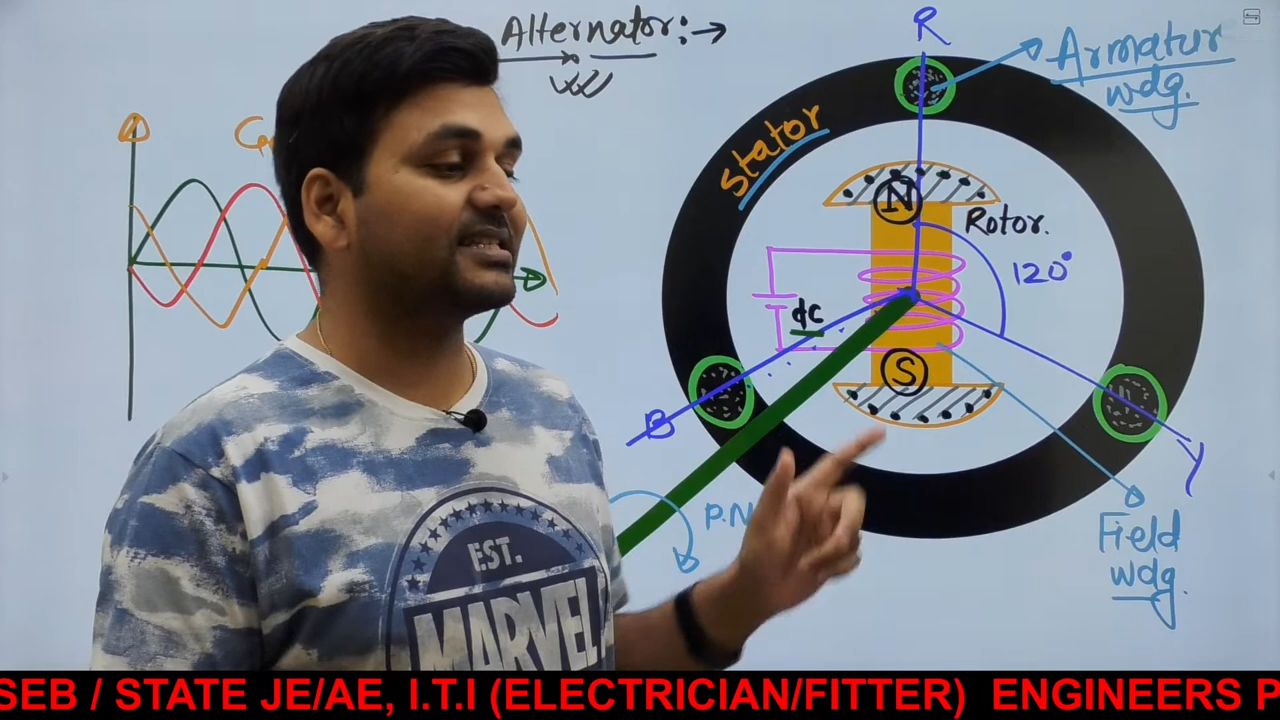 Alternator:→
R
Armatur
wdg.
Stator
N
Rotor.
120°
dc
S
B
Y
P.M
Field
wdg.
EST.
MARVEL
SEB / STATE JE/AE, I.T.I (ELECTRICIAN/FITTER) ENGINEERS P